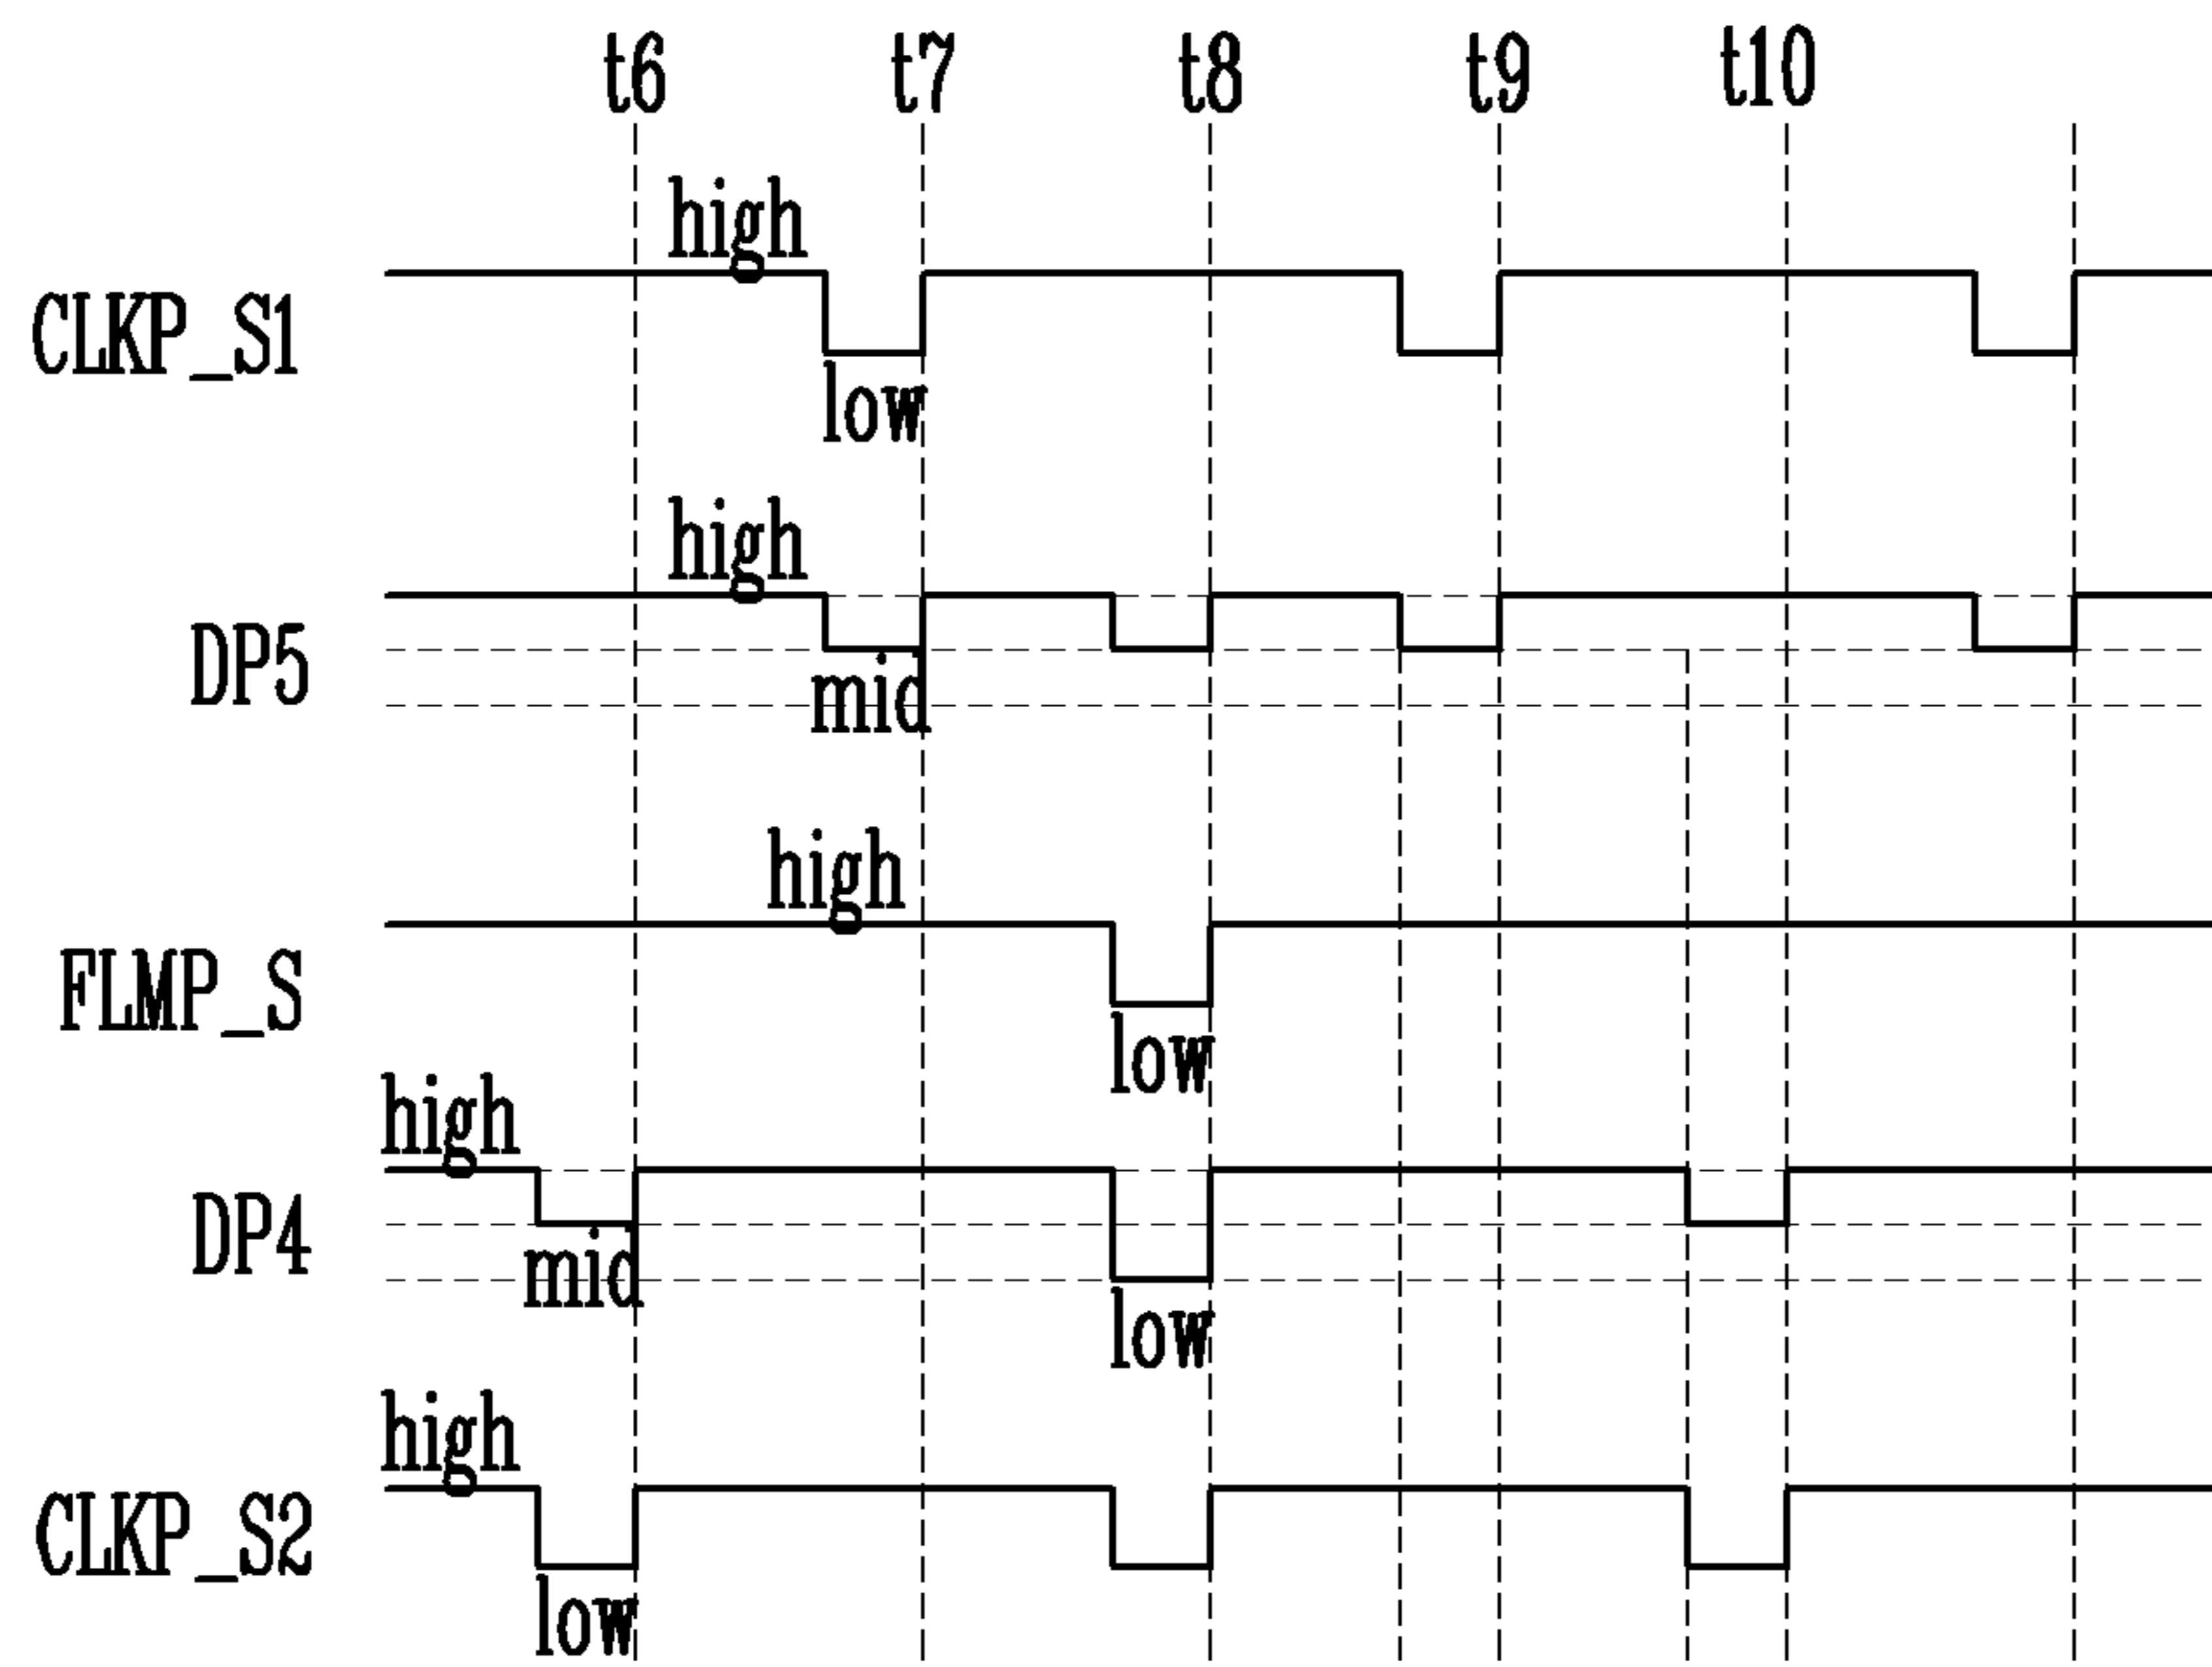 t6 t7 t8 t9 t10
high
CLKP_S1
low
high
DP5
mid
high
FLMP_S
low
high
DP4
mid
low
high
CLKP_S2
low